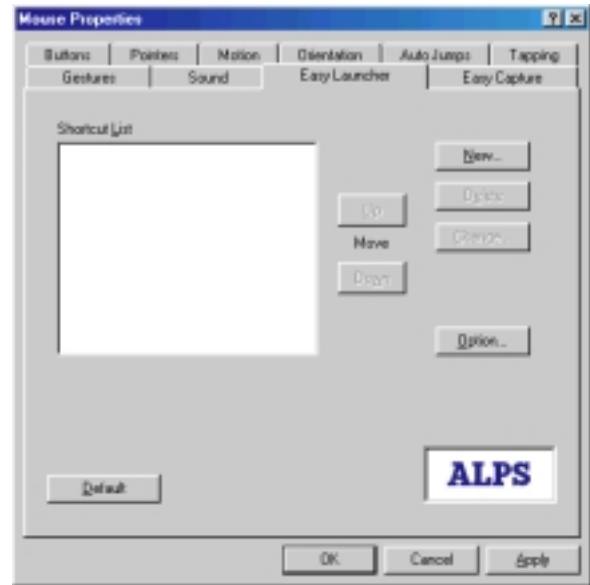 Mouse Properties
Buttons Pointers Motion Orientation Auto Jumps Tapping
Gestures Sound Easy Launcher Easy Capture
Shortcut List
New...
Delete
Up
Change...
Move
Down
Option...
ALPS
Default
OK Cancel Apply